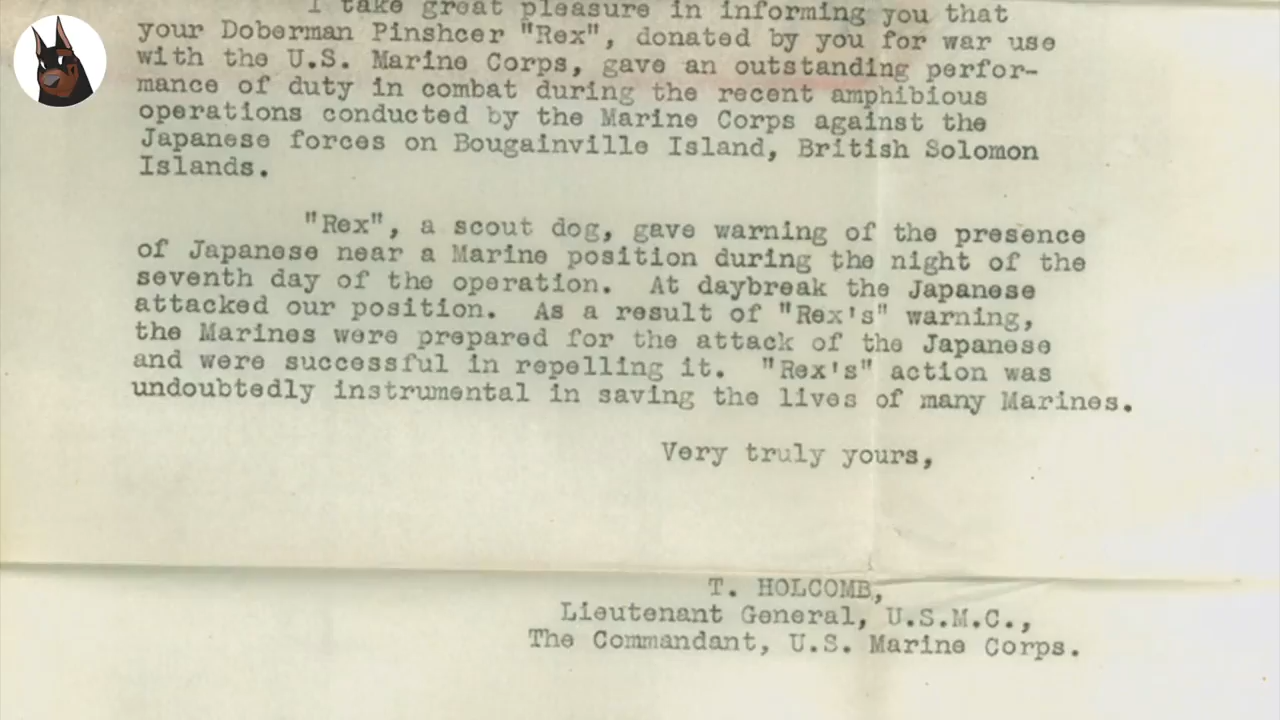 I take great pleasure in informing you that
your Doberman Pinshcer "Rex", donated by you for war use
with the U.S. Marine Corps, gave an outstanding perfor-
mance of duty in combat during the recent amphibious
operations conducted by the Marine Corps against the
Japanese forces on Bougainville Island, British Solomon
Islands.
"Rex", a scout dog, gave warning of the presence
of Japanese near a Marine position during the night of the
seventh day of the operation. At daybreak the Japanese
attacked our position. As a result of "Rex's" warning,
the Marines were prepared for the attack of the Japanese
and were successful in repelling it. "Rex's" action was
undoubtedly instrumental in saving the lives of many Marines.
Very truly yours,
T. HOLCOMB,
Lieutenant General, U.S.M.C.,
The Commandant, U.S. Marine Corps.